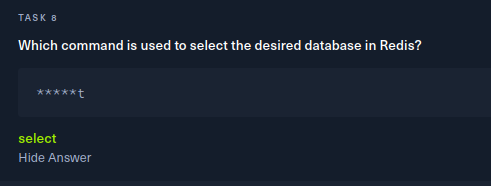 TASK 8
Which command is used to select the desired database in Redis?
*****t
select
Hide Answer